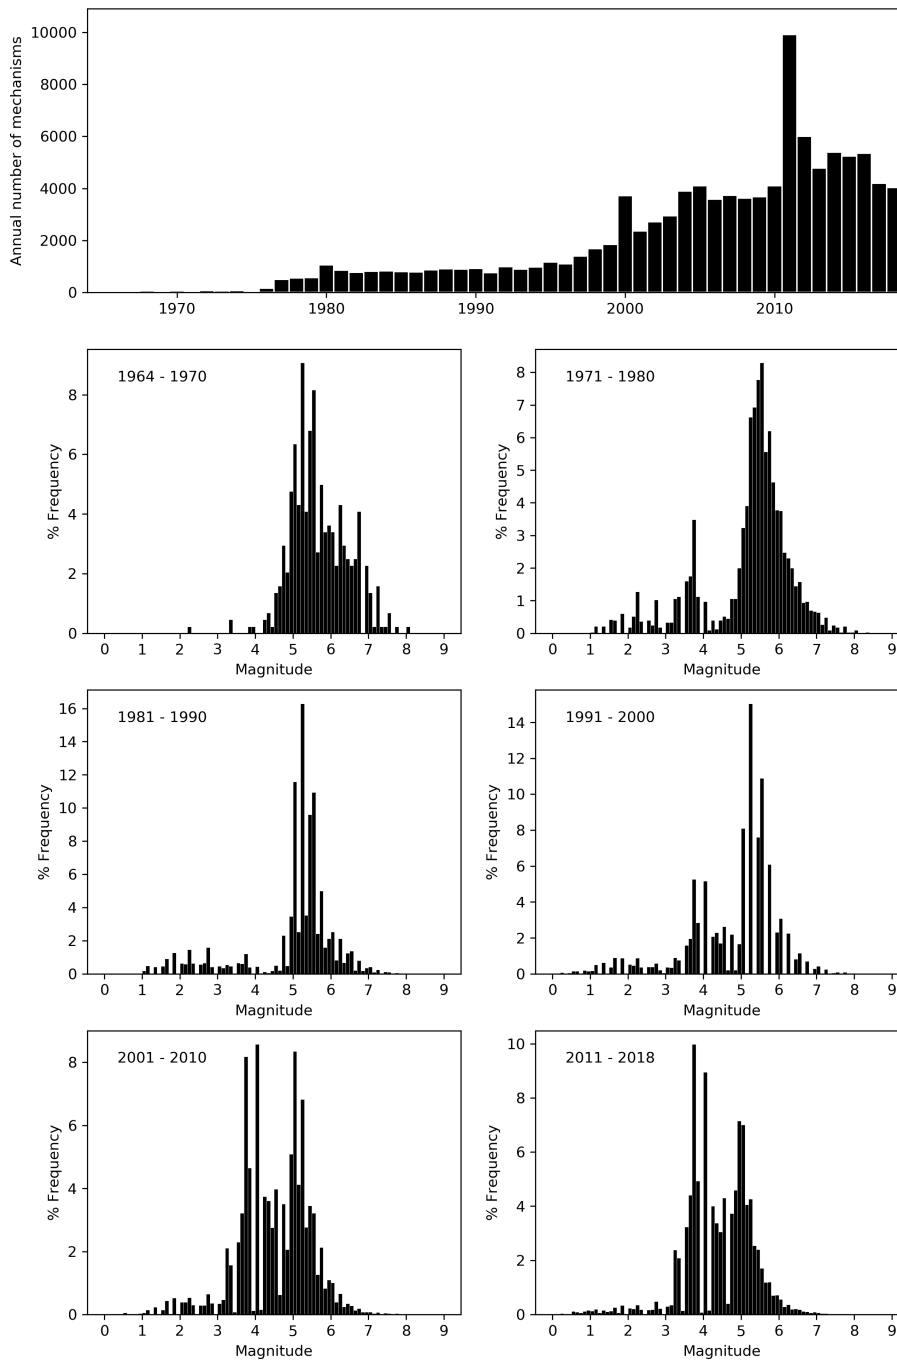 Annual number of mechanisms
10000
8000
6000
4000
2000
0
1970 1980 1990 2000 2010
1964 - 1970
% Frequency
8
6
4
2
0
0 1 2 3 4 5 6 7 8 9
Magnitude
1971 - 1980
% Frequency
8
7
6
5
4
3
2
1
0
0 1 2 3 4 5 6 7 8 9
Magnitude
1981 - 1990
% Frequency
16
14
12
10
8
6
4
2
0
0 1 2 3 4 5 6 7 8 9
Magnitude
1991 - 2000
% Frequency
14
12
10
8
6
4
2
0
0 1 2 3 4 5 6 7 8 9
Magnitude
2001 - 2010
% Frequency
8
6
4
2
0
0 1 2 3 4 5 6 7 8 9
Magnitude
2011 - 2018
% Frequency
10
8
6
4
2
0
0 1 2 3 4 5 6 7 8 9
Magnitude